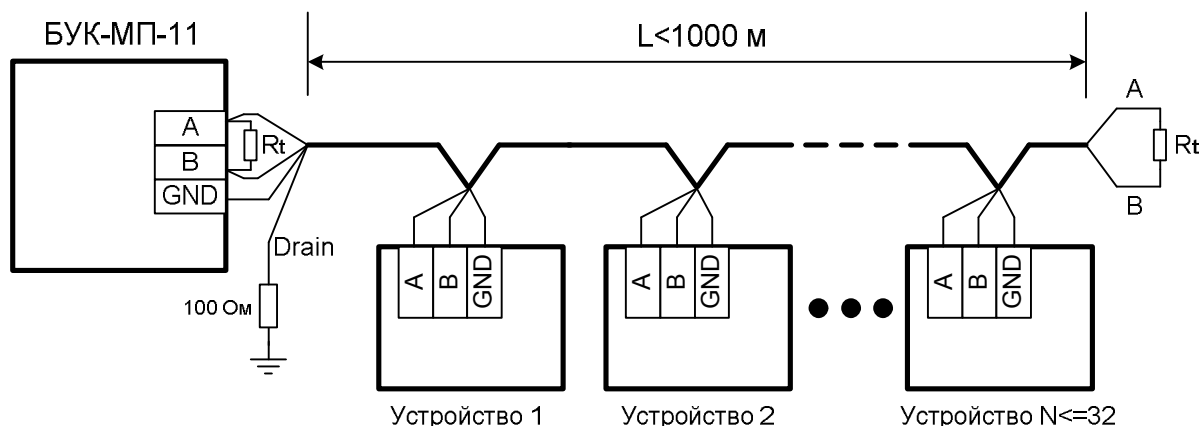 БУК-МП-11
L<1000 м
A
A
Rt
B
GND
Rt
B
Drain
100 Ом
A
B
GND
A
B
GND
A
B
GND
Устройство 1
Устройство 2
Устройство N<=32